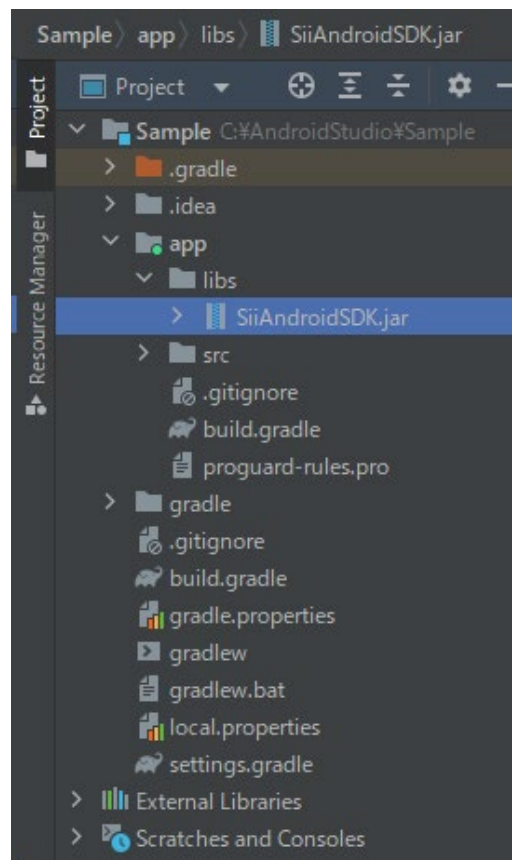 Sample 〉 app 〉 libs 〉 SiiAndroidSDK.jar
Project
Project
Resource Manager
Sample C:¥AndroidStudio¥Sample
.gradle
.idea
app
libs
SiiAndroidSDK.jar
src
.gitignore
build.gradle
proguard-rules.pro
gradle
.gitignore
build.gradle
gradle.properties
gradlew
gradlew.bat
local.properties
settings.gradle
External Libraries
Scratches and Consoles